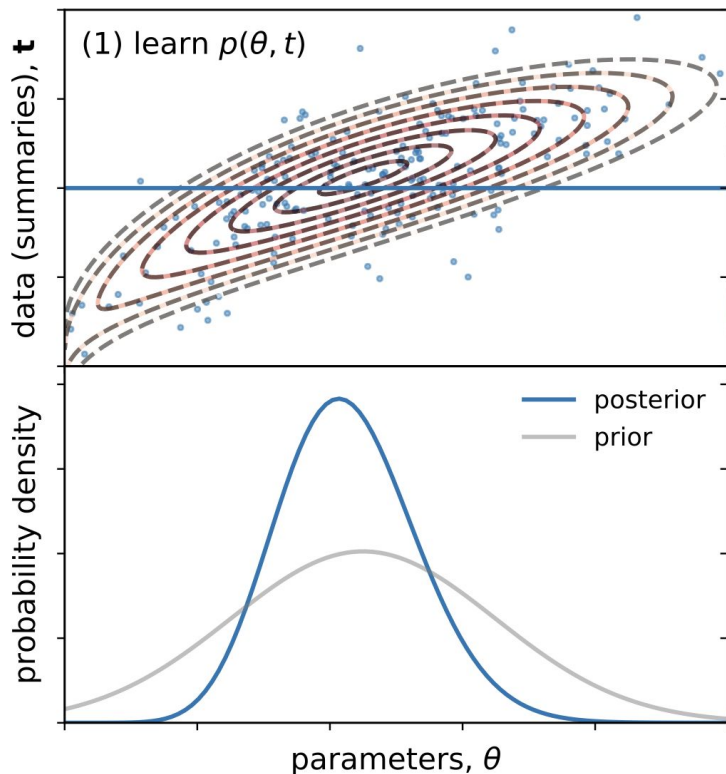 (1) learn p(θ, t)
data (summaries), t
posterior
prior
probability density
parameters, θ